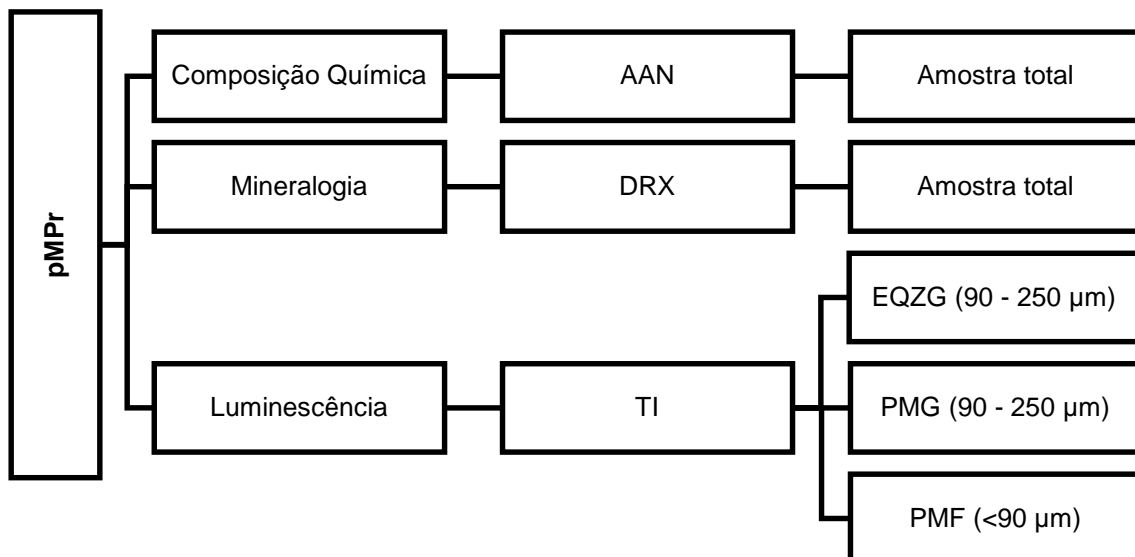 pMPr
Composição Química
AAN
Amostra total
Mineralogia
DRX
Amostra total
Luminescência
TI
EQZG (90 - 250 µm)
PMG (90 - 250 µm)
PMF (<90 µm)